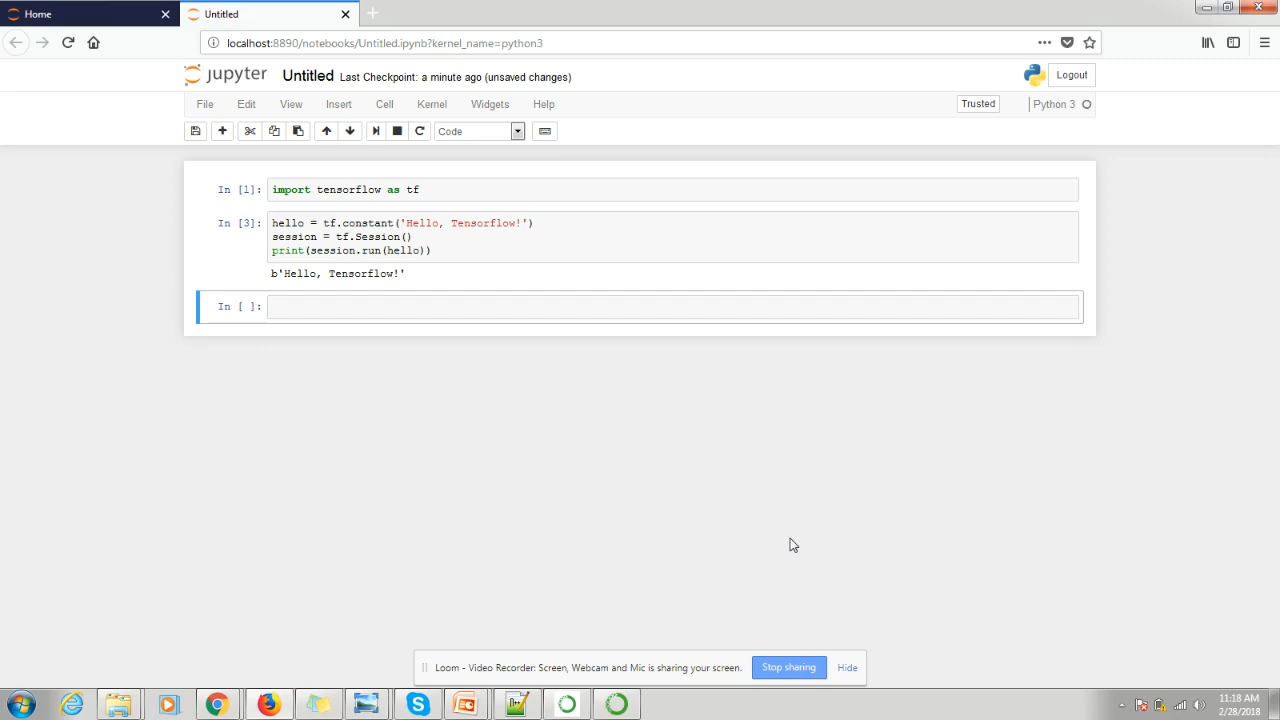 Home
Untitled
localhost:8890/notebooks/Untitled.ipynb?kernel_name=python3
jupyter Untitled Last Checkpoint: a minute ago (unsaved changes)
Logout
File Edit View Insert Cell Kernel Widgets Help
Trusted
Python 3
Code
In [1]: import tensorflow as tf
In [3]: hello = tf.constant('Hello, Tensorflow!')
session = tf.Session()
print(session.run(hello))
b'Hello, Tensorflow!'
In [ ]:
Loom - Video Recorder: Screen, Webcam and Mic is sharing your screen. Stop sharing Hide
11:18 AM
2/28/2018